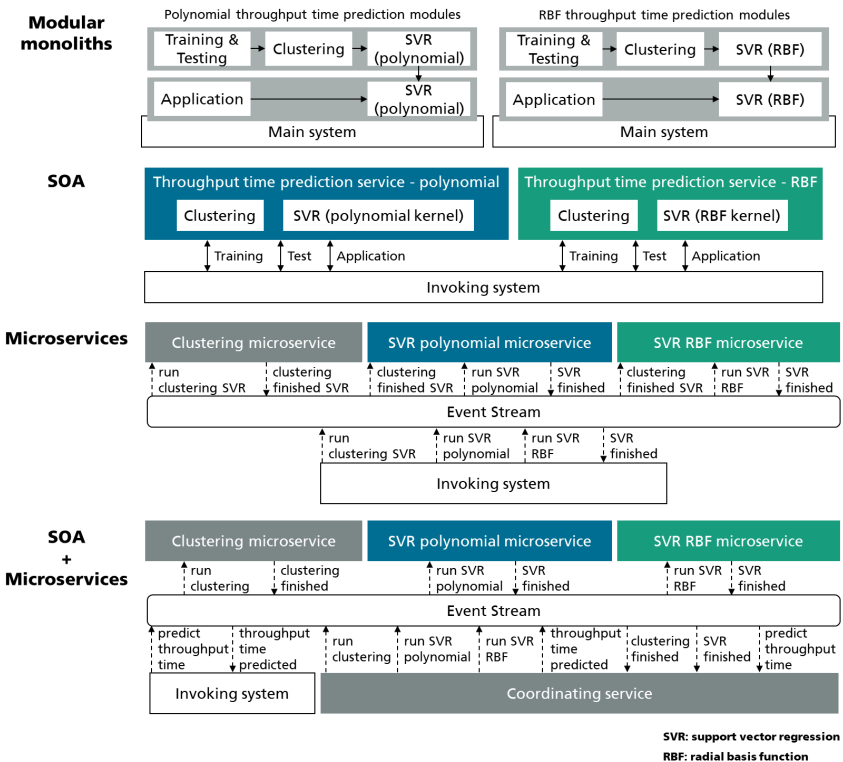 Modular
monoliths
Polynomial throughput time prediction modules
RBF throughput time prediction modules
Training &
Testing
Clustering
SVR
(polynomial)
Training &
Testing
Clustering
SVR (RBF)
Application
SVR
(polynomial)
Application
SVR (RBF)
Main system
Main system
SOA
Throughput time prediction service - polynomial
Throughput time prediction service - RBF
Clustering
SVR (polynomial kernel)
Clustering
SVR (RBF kernel)
Training
Test
Application
Training
Test
Application
Invoking system
Microservices
Clustering microservice
SVR polynomial microservice
SVR RBF microservice
run
clustering SVR
clustering
finished SVR
clustering
finished SVR
run SVR
polynomial
SVR
finished
clustering
finished SVR
run SVR
RBF
SVR
finished
Event Stream
run
clustering SVR
run SVR
polynomial
run SVR
RBF
SVR
finished
Invoking system
SOA
+
Microservices
Clustering microservice
SVR polynomial microservice
SVR RBF microservice
run
clustering
clustering
finished
run SVR
polynomial
SVR
finished
run SVR
RBF
SVR
finished
Event Stream
predict
throughput
time
throughput
time
predicted
run
clustering
run SVR
polynomial
run SVR
RBF
throughput
time
predicted
clustering
finished
SVR
finished
predict
throughput
time
Invoking system
Coordinating service
SVR: support vector regression
RBF: radial basis function